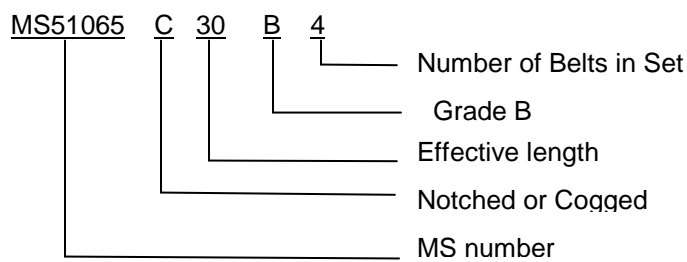 MS51065 C 30 B 4
Number of Belts in Set
Grade B
Effective length
Notched or Cogged
MS number